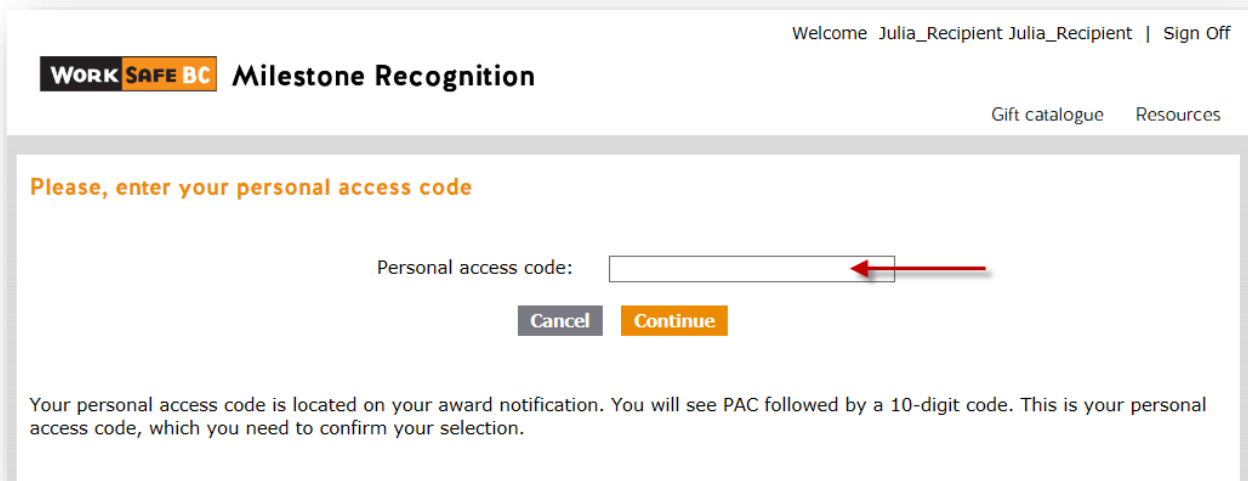 Welcome Julia_Recipient Julia_Recipient | Sign Off
WORK SAFE BC Milestone Recognition
Gift catalogue Resources
Please, enter your personal access code
Personal access code:
Cancel Continue
Your personal access code is located on your award notification. You will see PAC followed by a 10-digit code. This is your personal
access code, which you need to confirm your selection.